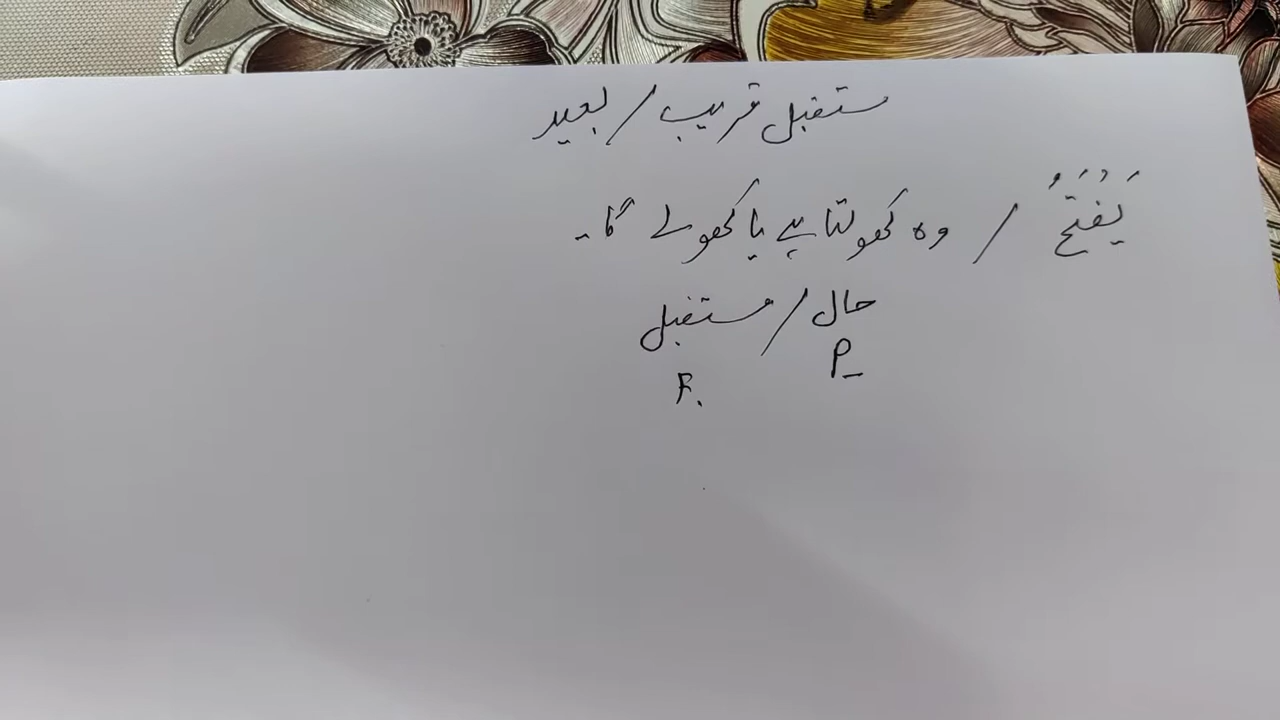 مستقبل قریب / بعید
یَفْتَحُ / وہ کھولتا ہے یا کھولے گا۔
حال / مستقبل
P
F.